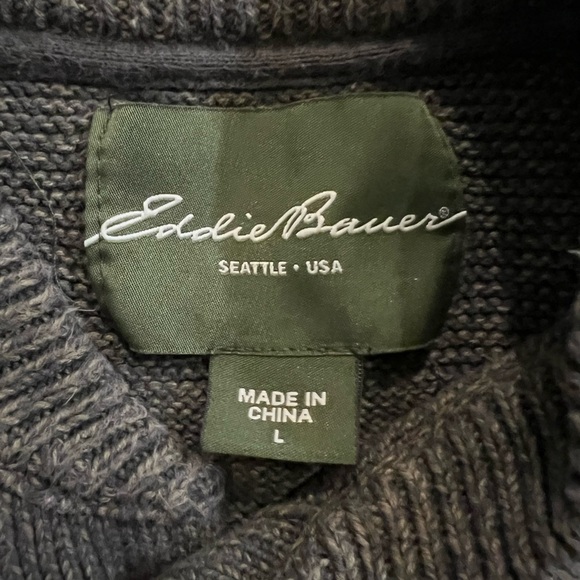 Eddie Bauer®
SEATTLE • USA
MADE IN
CHINA
L